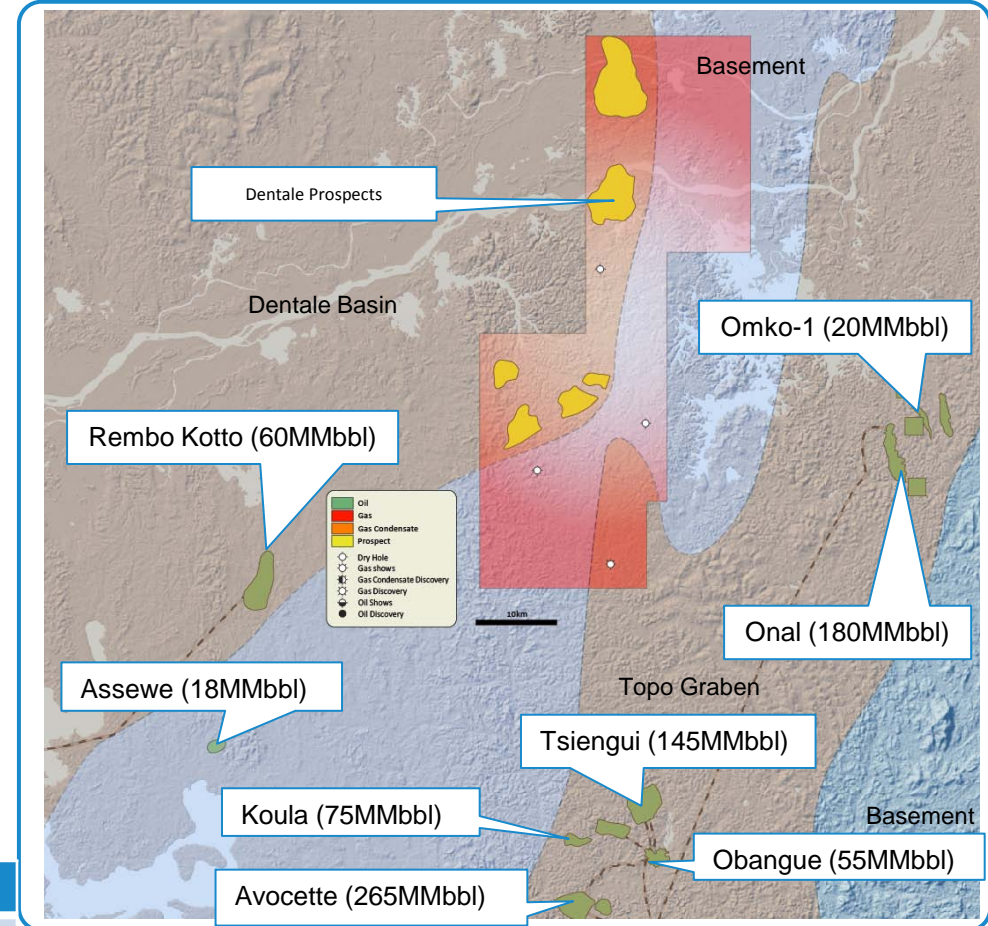 Basement
Dentale Prospects
Dentale Basin
Omko-1 (20MMbbl)
Rembo Kotto (60MMbbl)
Oil
Gas
Gas Condensate
Prospect
Dry Hole
Gas shows
Gas Condensate Discovery
Gas Discovery
Oil Shows
Oil Discovery
10km
Onal (180MMbbl)
Assewe (18MMbbl)
Topo Graben
Tsiengui (145MMbbl)
Koula (75MMbbl)
Basement
Obangue (55MMbbl)
Avocette (265MMbbl)